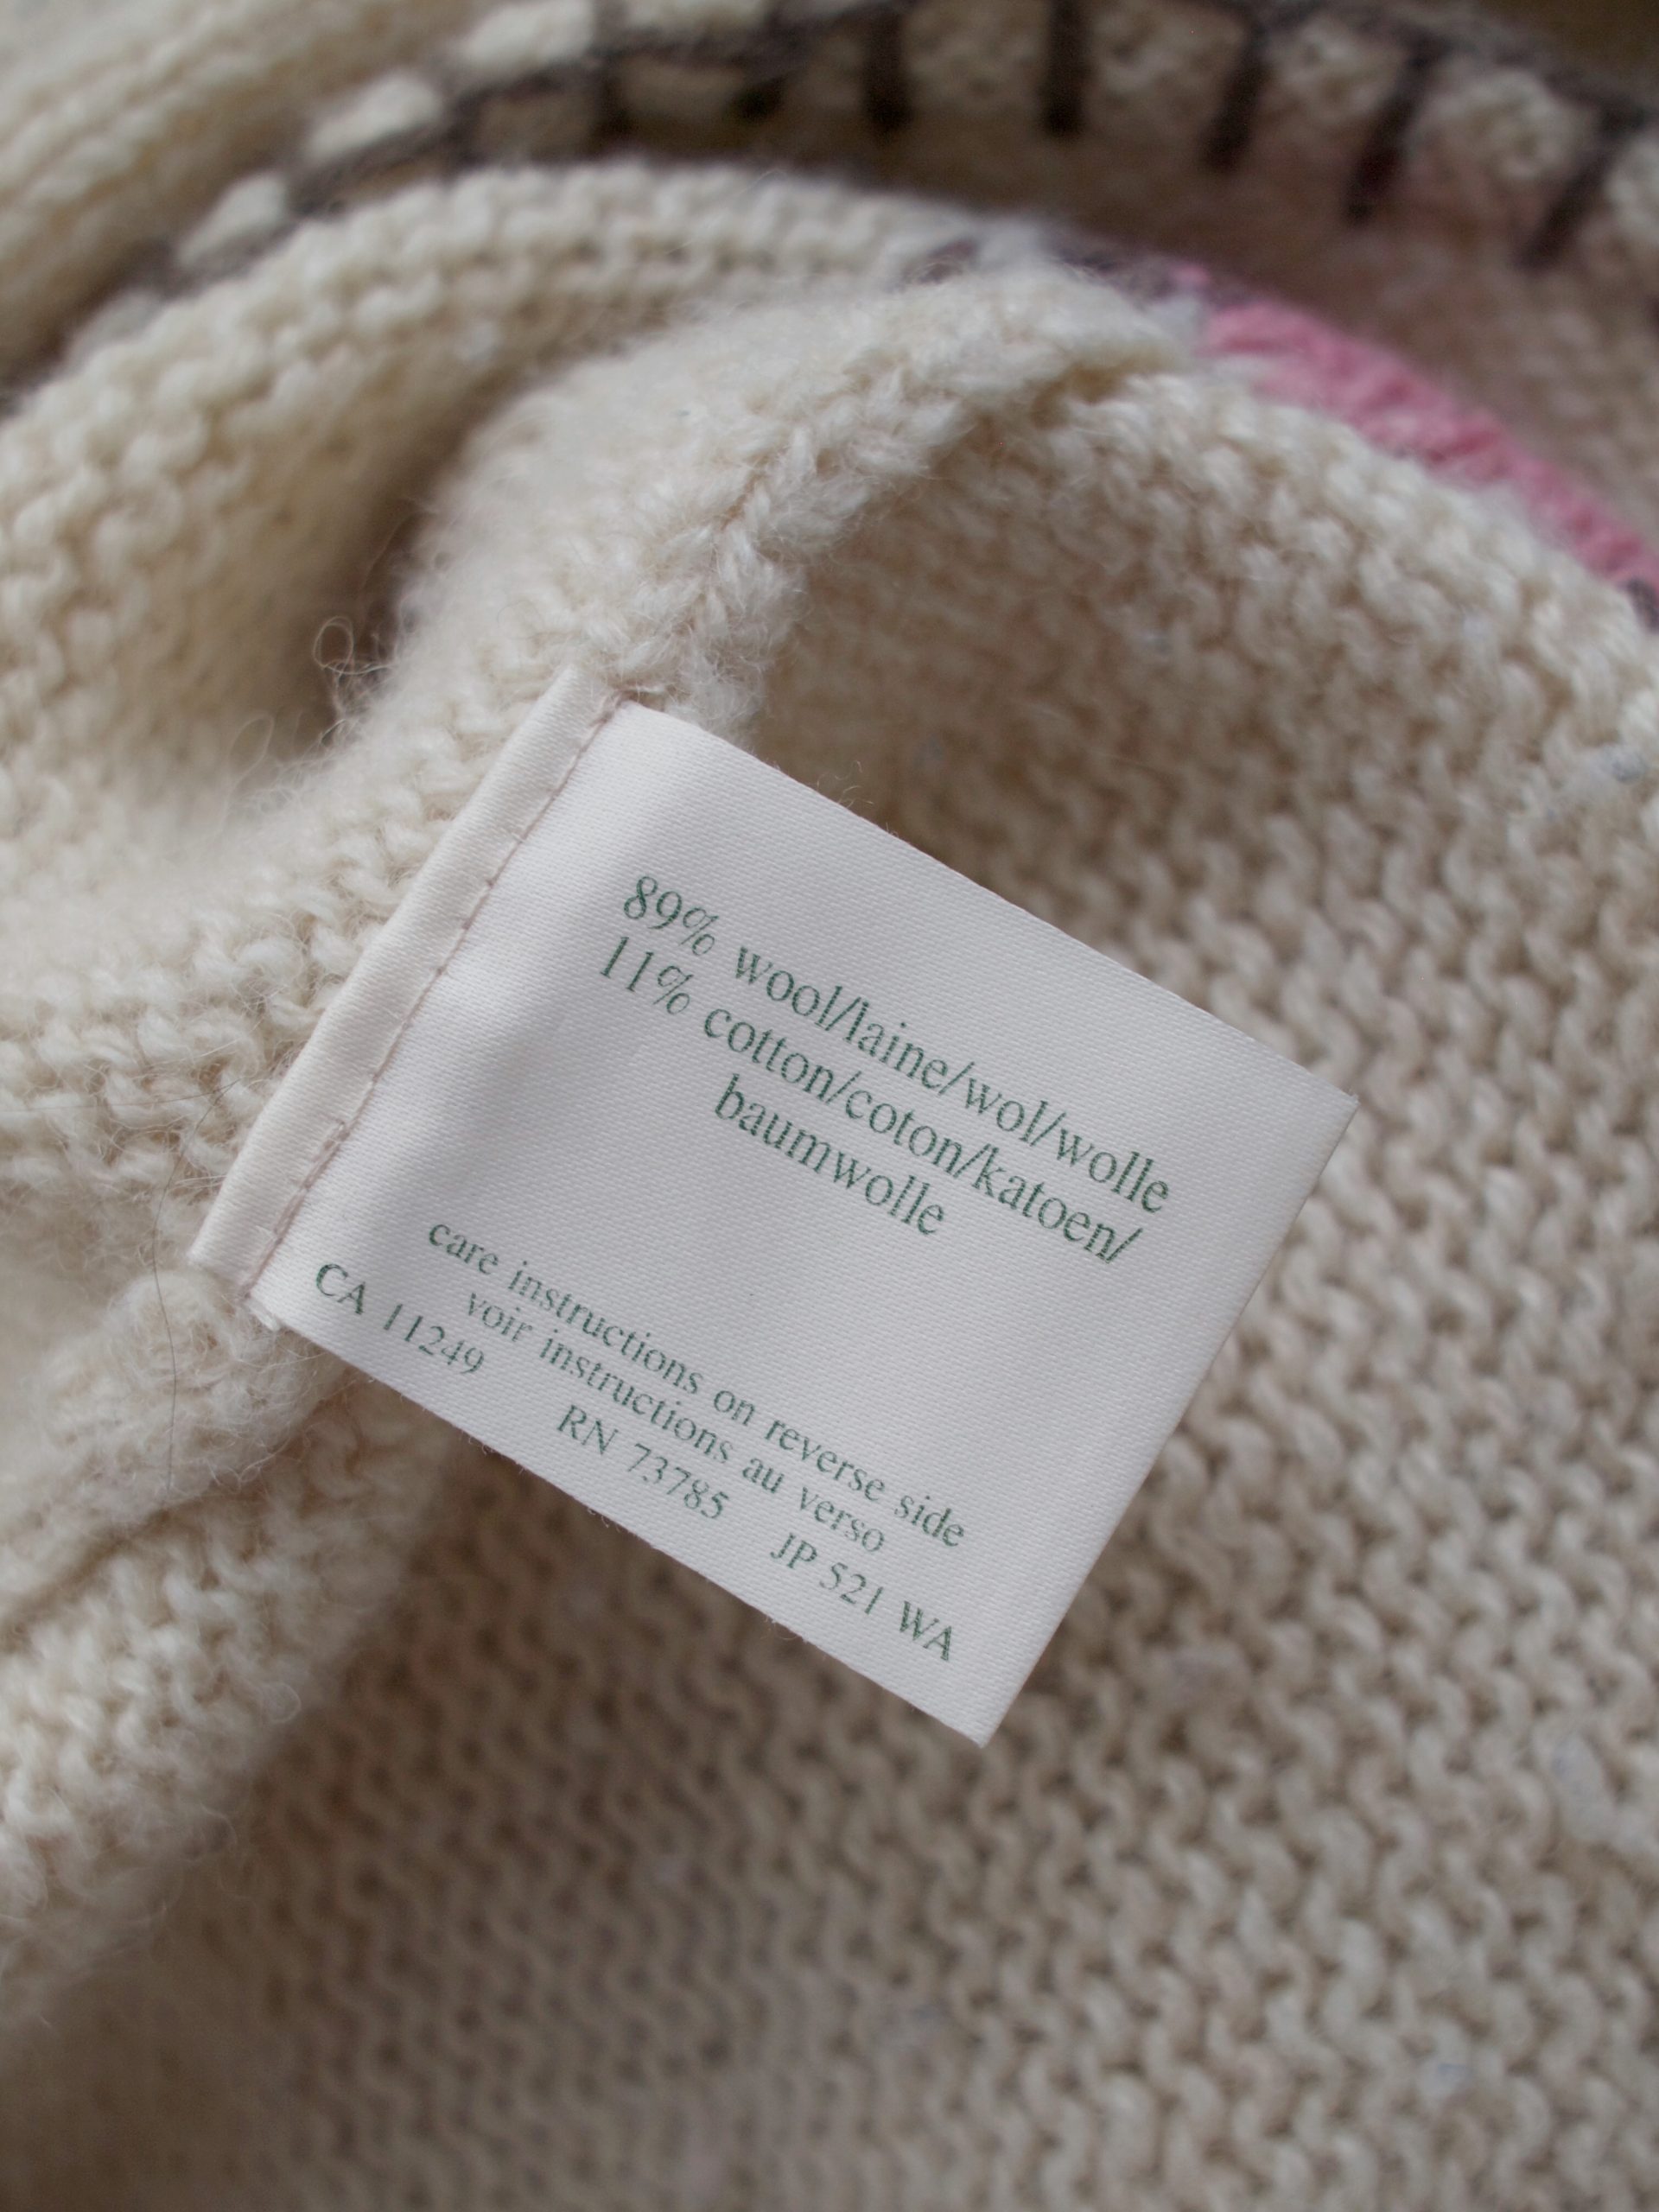 89% wool/laine/wol/wolle
11% cotton/coton/katoen/
baumwolle
care instructions on reverse side
voir instructions au verso
CA 11249 RN 73785 JP 521 WA